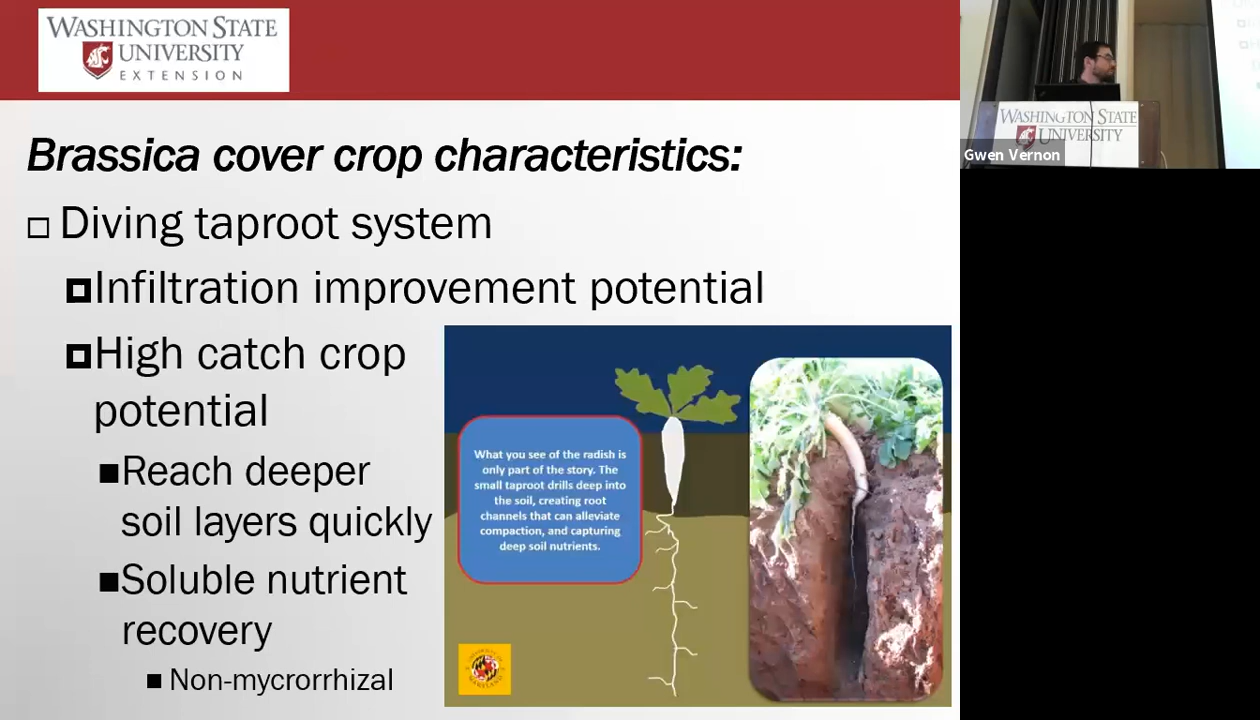 WASHINGTON STATE
UNIVERSITY
EXTENSION
Brassica cover crop characteristics:
Diving taproot system
Infiltration improvement potential
High catch crop
potential
Reach deeper
soil layers quickly
Soluble nutrient
recovery
Non-mycrorrhizal
What you see of the radish is
only part of the story. The
small taproot drills deep into
the soil, creating root
channels that can alleviate
compaction, and capturing
deep soil nutrients.
WASHINGTON STATE
UNIVERSITY
Gwen Vernon